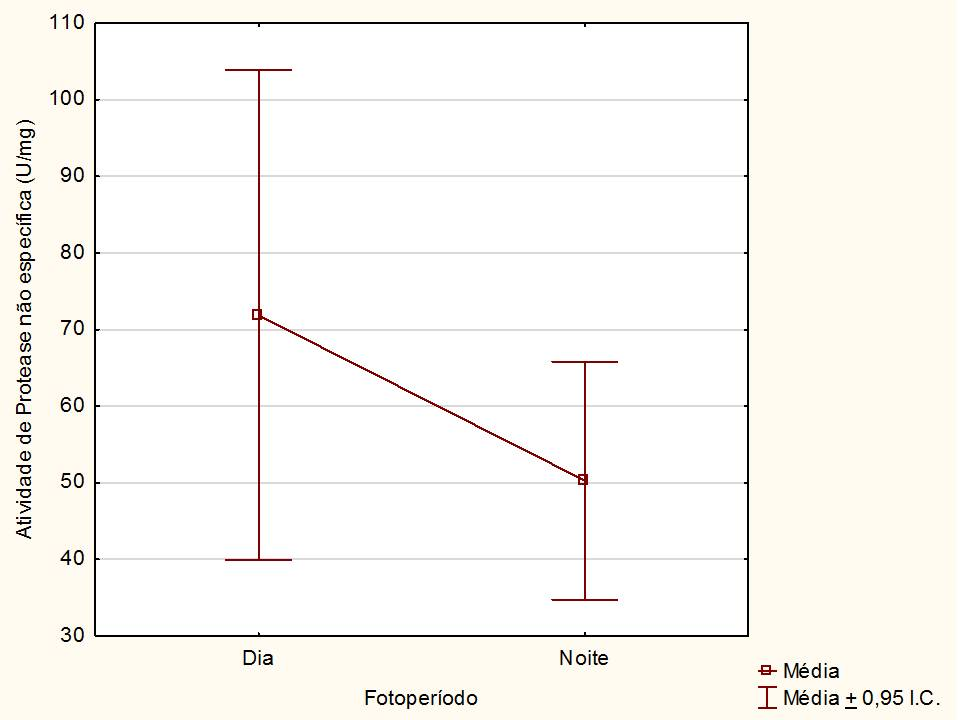 Atividade de Protease não específica (U/mg)
110
100
90
80
70
60
50
40
30
Dia Noite
Fotoperíodo
Média
Média ± 0,95 I.C.